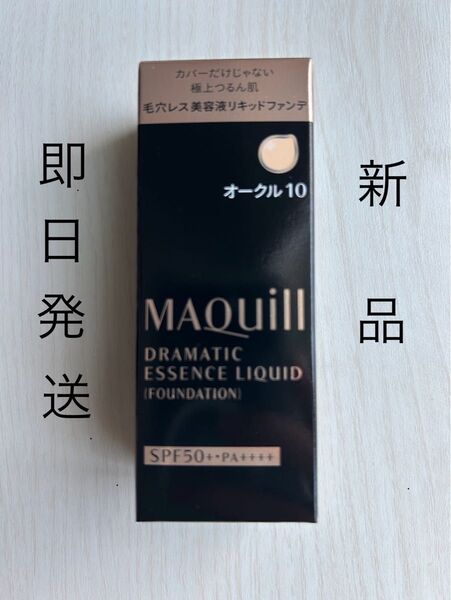 カバーだけじゃない
極上つるん肌
毛穴レス美容液リキッドファンデ
オークル10
即日発送
新品
MAQuill
DRAMATIC
ESSENCE LIQUID
(FOUNDATION)
SPF50+・PA++++